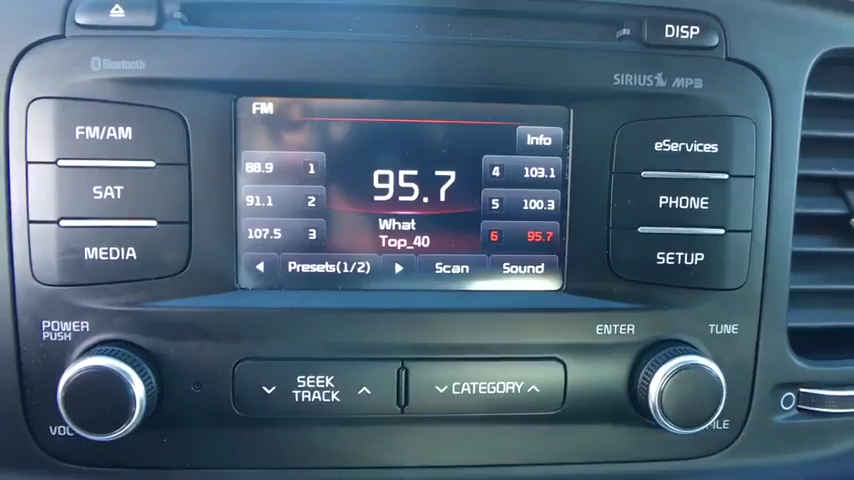 DISP
Bluetooth
SIRIUS MP3
FM/AM
SAT
MEDIA
FM
Info
88.9 1
91.1 2
107.5 3
95.7
What
Top_40
4 103.1
5 100.3
6 95.7
Presets(1/2)
Scan
Sound
eServices
PHONE
SETUP
POWER
PUSH
VOL
SEEK
TRACK
CATEGORY
ENTER
TUNE